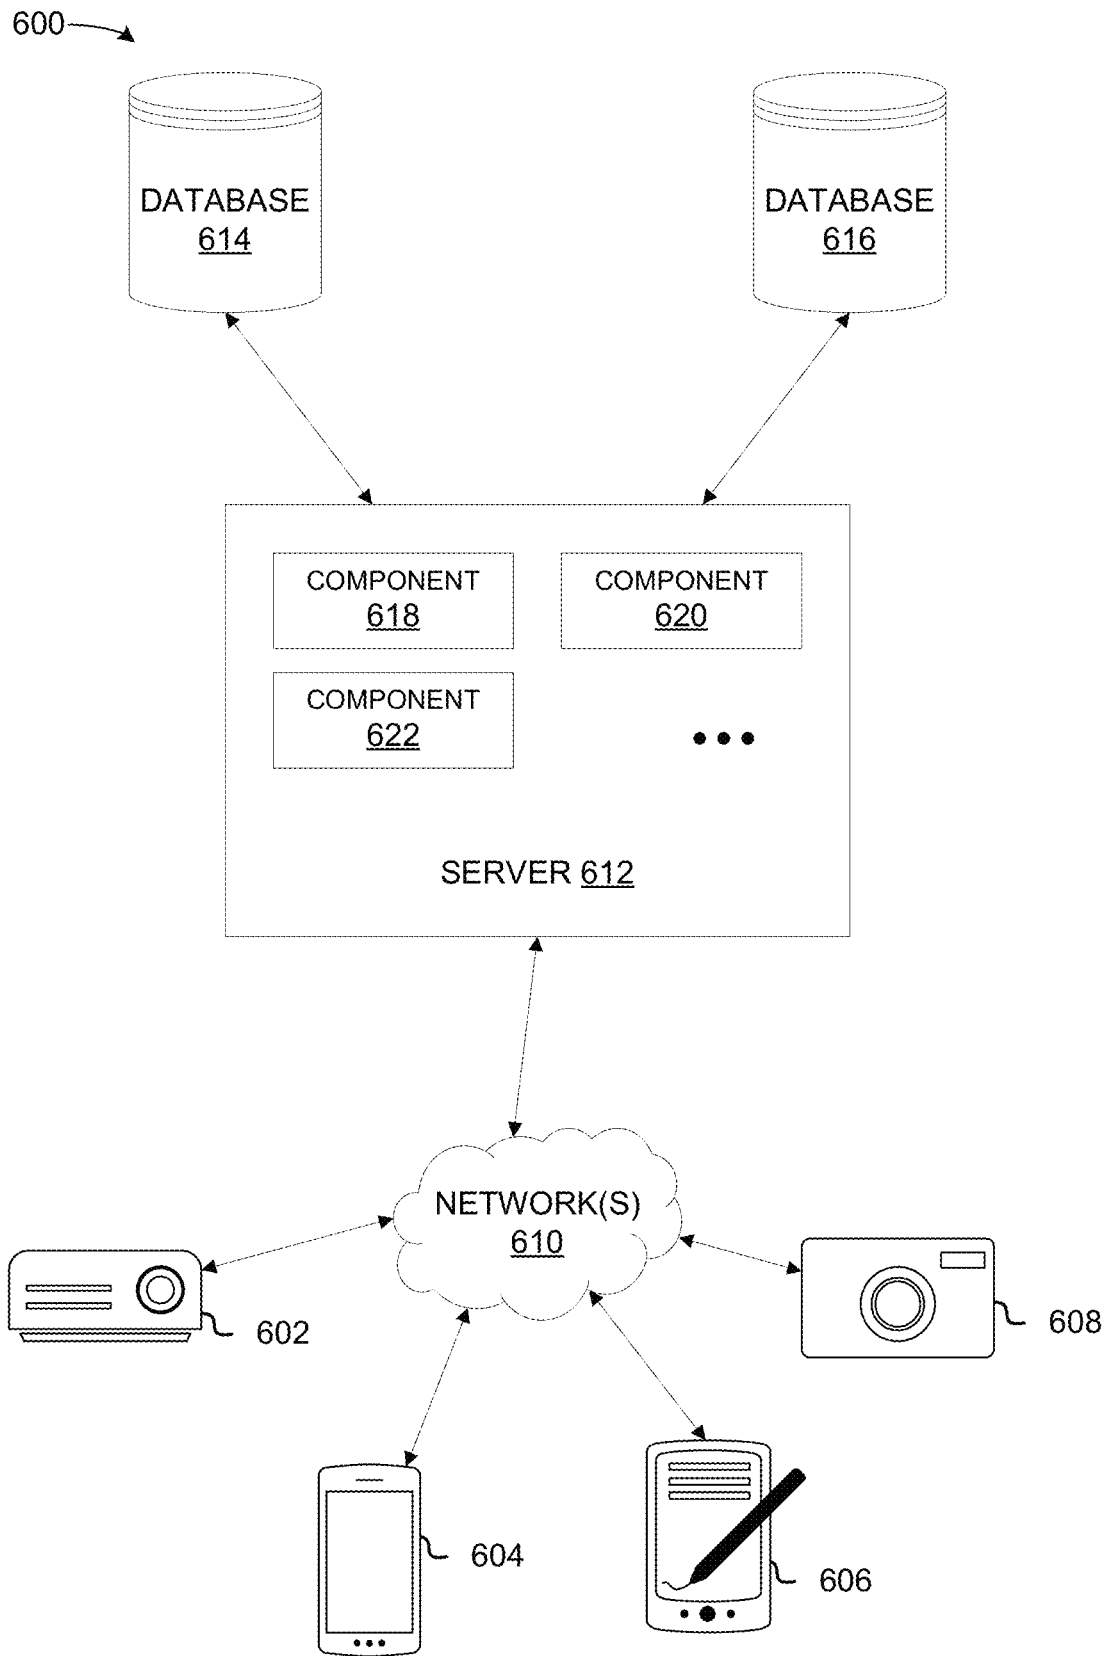 600
DATABASE
614
DATABASE
616
COMPONENT
618
COMPONENT
620
COMPONENT
622
SERVER 612
NETWORK(S)
610
602
608
604
606